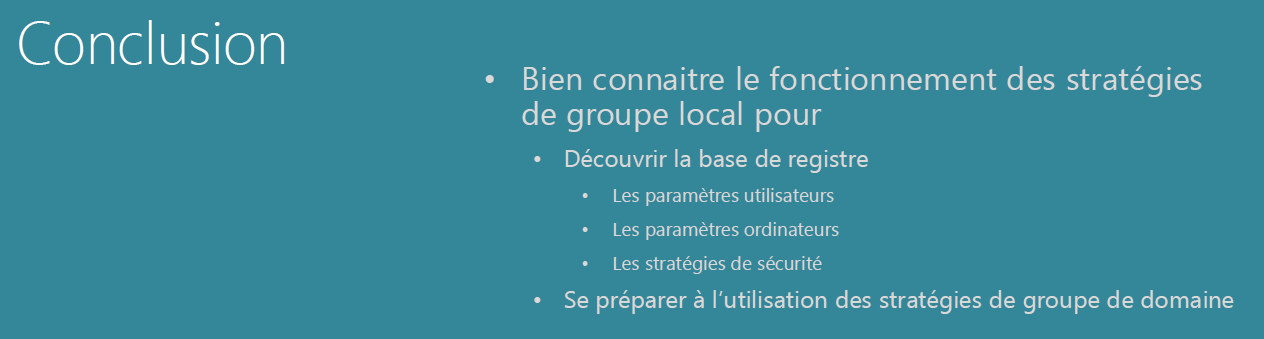 Conclusion
• Bien connaitre le fonctionnement des stratégies
de groupe local pour
• Découvrir la base de registre
• Les paramètres utilisateurs
• Les paramètres ordinateurs
• Les stratégies de sécurité
• Se préparer à l’utilisation des stratégies de groupe de domaine